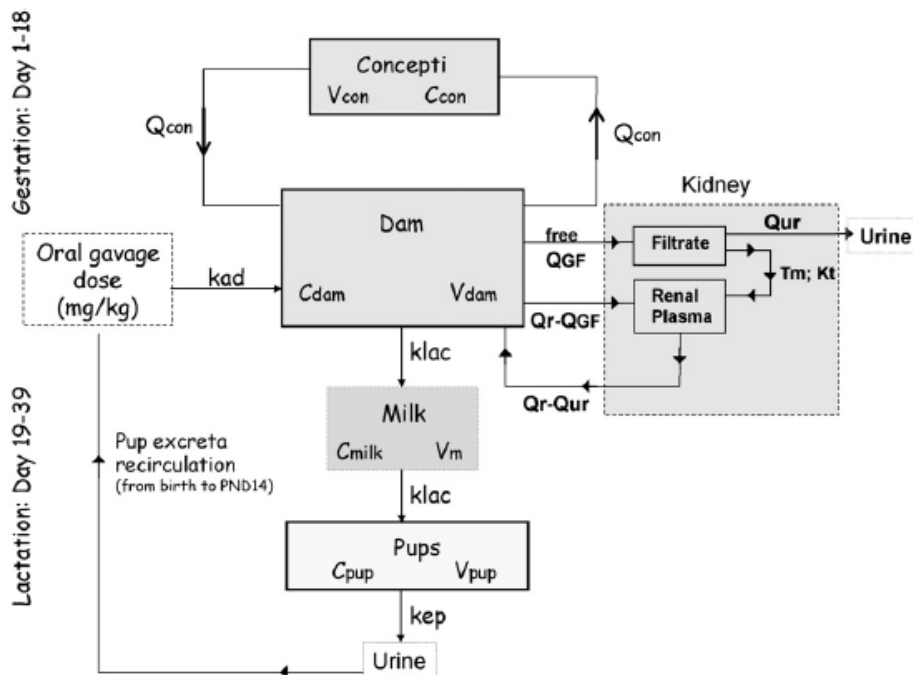 Gestation: Day 1-18
Concepti
Vcon Ccon
Qcon
Qcon
Kidney
Dam
Cdam Vdam
free
QGF
Filtrate
Qur
Urine
Tm; Kt
Renal
Plasma
Qr-QGF
Qr-Qur
Oral gavage
dose
(mg/kg)
kad
klac
Milk
Cmilk Vm
klac
Pups
Cpup Vpup
kep
Urine
Pup excreta
recirculation
(from birth to PND14)
Lactation: Day 19-39